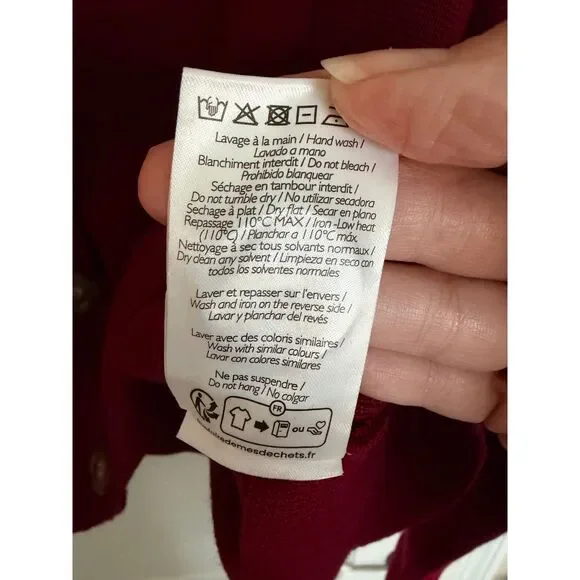 Lavage à la main / Hand wash /
Lavado a mano
Blanchiment interdit / Do not bleach /
Prohibido blanquear
Séchage en tambour interdit /
Do not tumble dry / No utilizar secadora
Sechage à plat / Dry flat / Secar en plano
Repassage 110°C MAX / Iron -Low heat
(110°C) / Planchar a 110°C máx.
Nettoyage à sec tous solvants normaux /
Dry clean any solvent / Limpieza en seco con
todos los solventes normales
Laver et repasser sur l'envers /
Wash and iron on the reverse side /
Lavar y planchar del revés
Laver avec des coloris similaires /
Wash with similar colours /
Lavar con colores similares
Ne pas suspendre /
Do not hang / No colgar
FR
ou
demesdechets.fr